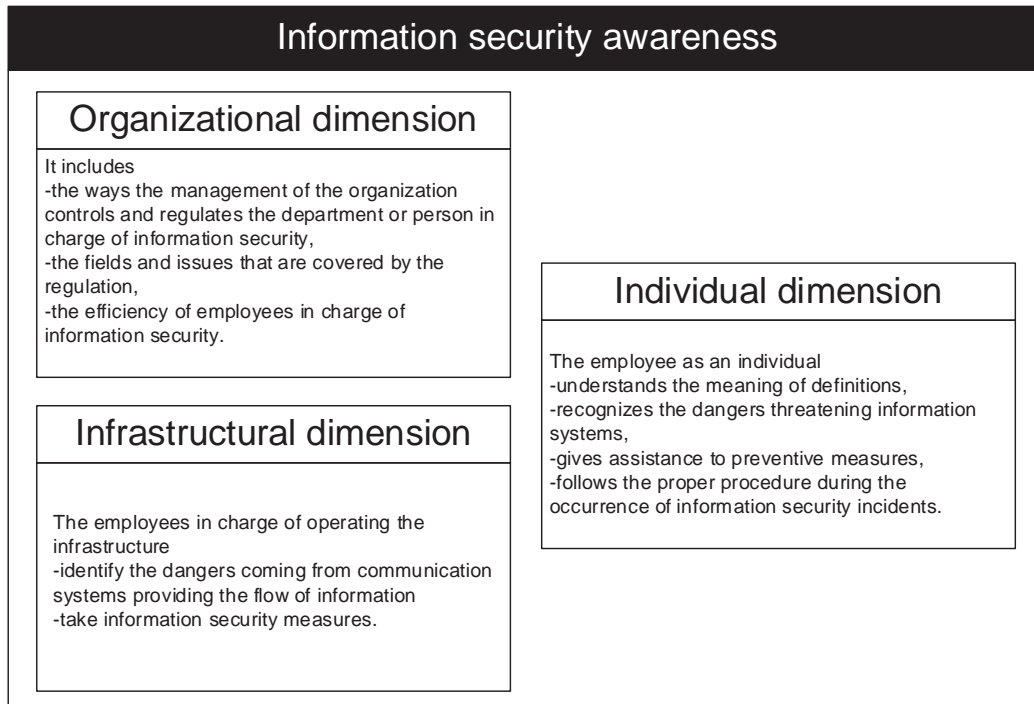 Information security awareness
Organizational dimension
It includes
-the ways the management of the organization
controls and regulates the department or person in
charge of information security,
-the fields and issues that are covered by the
regulation,
-the efficiency of employees in charge of
information security.
Infrastructural dimension
The employees in charge of operating the
infrastructure
-identify the dangers coming from communication
systems providing the flow of information
-take information security measures.
Individual dimension
The employee as an individual
-understands the meaning of definitions,
-recognizes the dangers threatening information
systems,
-gives assistance to preventive measures,
-follows the proper procedure during the
occurrence of information security incidents.